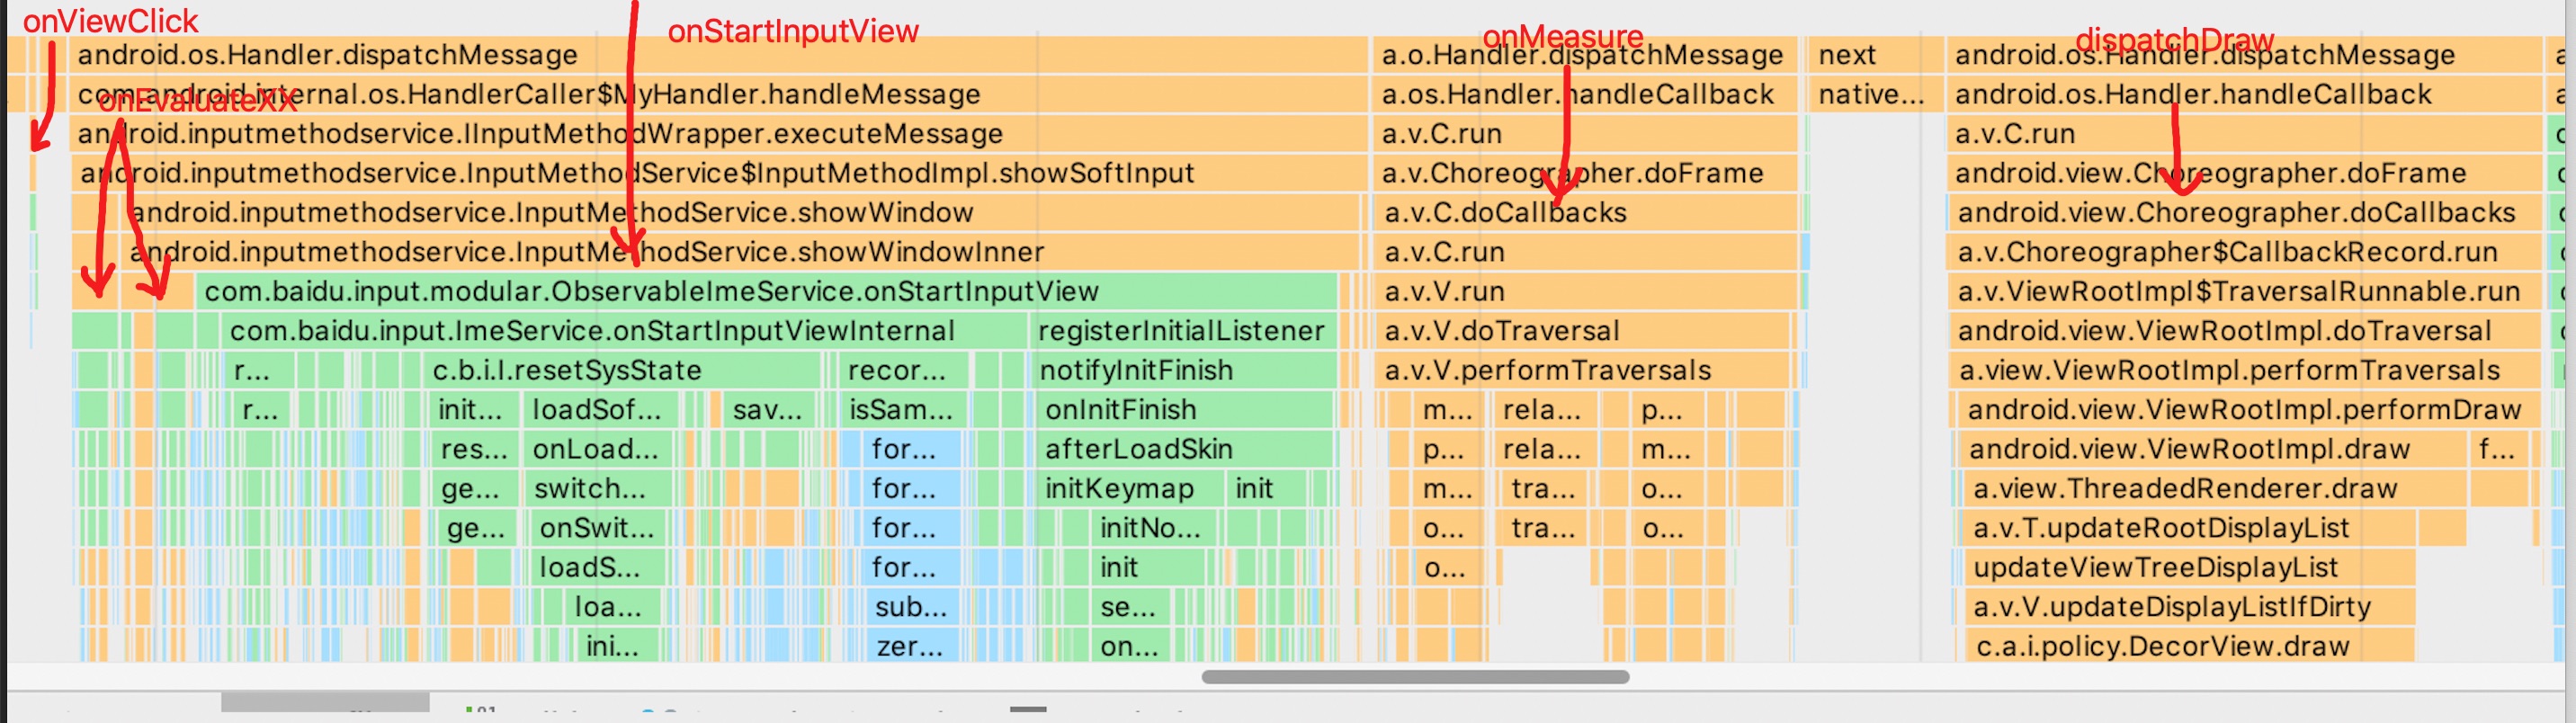 onViewClick
onStartInputView
onMeasure
dispatchDraw
onEvaluateXX
android.os.Handler.dispatchMessage a.o.Handler.dispatchMessage next android.os.Handler.dispatchMessage
com.android.internal.os.HandlerCaller$MyHandler.handleMessage a.os.Handler.handleCallback native... android.os.Handler.handleCallback
android.inputmethodservice.IInputMethodWrapper.executeMessage a.v.C.run a.v.C.run
android.inputmethodservice.InputMethodService$InputMethodImpl.showSoftInput a.v.Choreographer.doFrame android.view.Choreographer.doFrame
android.inputmethodservice.InputMethodService.showWindow a.v.C.doCallbacks android.view.Choreographer.doCallbacks
android.inputmethodservice.InputMethodService.showWindowInner a.v.C.run a.v.Choreographer$CallbackRecord.run
com.baidu.input.modular.ObservableImeService.onStartInputView a.v.V.run a.v.ViewRootImpl$TraversalRunnable.run
com.baidu.input.ImeService.onStartInputViewInternal registerInitialListener a.v.V.doTraversal android.view.ViewRootImpl.doTraversal
r... c.b.i.I.resetSysState recor... notifyInitFinish a.v.V.performTraversals a.view.ViewRootImpl.performTraversals
r... init... loadSof... sav... isSam... onInitFinish m... rela... p... android.view.ViewRootImpl.performDraw
res... onLoad... for... afterLoadSkin p... rela... m... android.view.ViewRootImpl.draw f...
ge... switch... for... initKeymap init m... tra... o... a.view.ThreadedRenderer.draw
ge... onSwit... for... initNo... o... tra... o... a.v.T.updateRootDisplayList
loadS... for... init o... updateViewTreeDisplayList
loa... sub... se... a.v.V.updateDisplayListIfDirty
ini... zer... on... c.a.i.policy.DecorView.draw